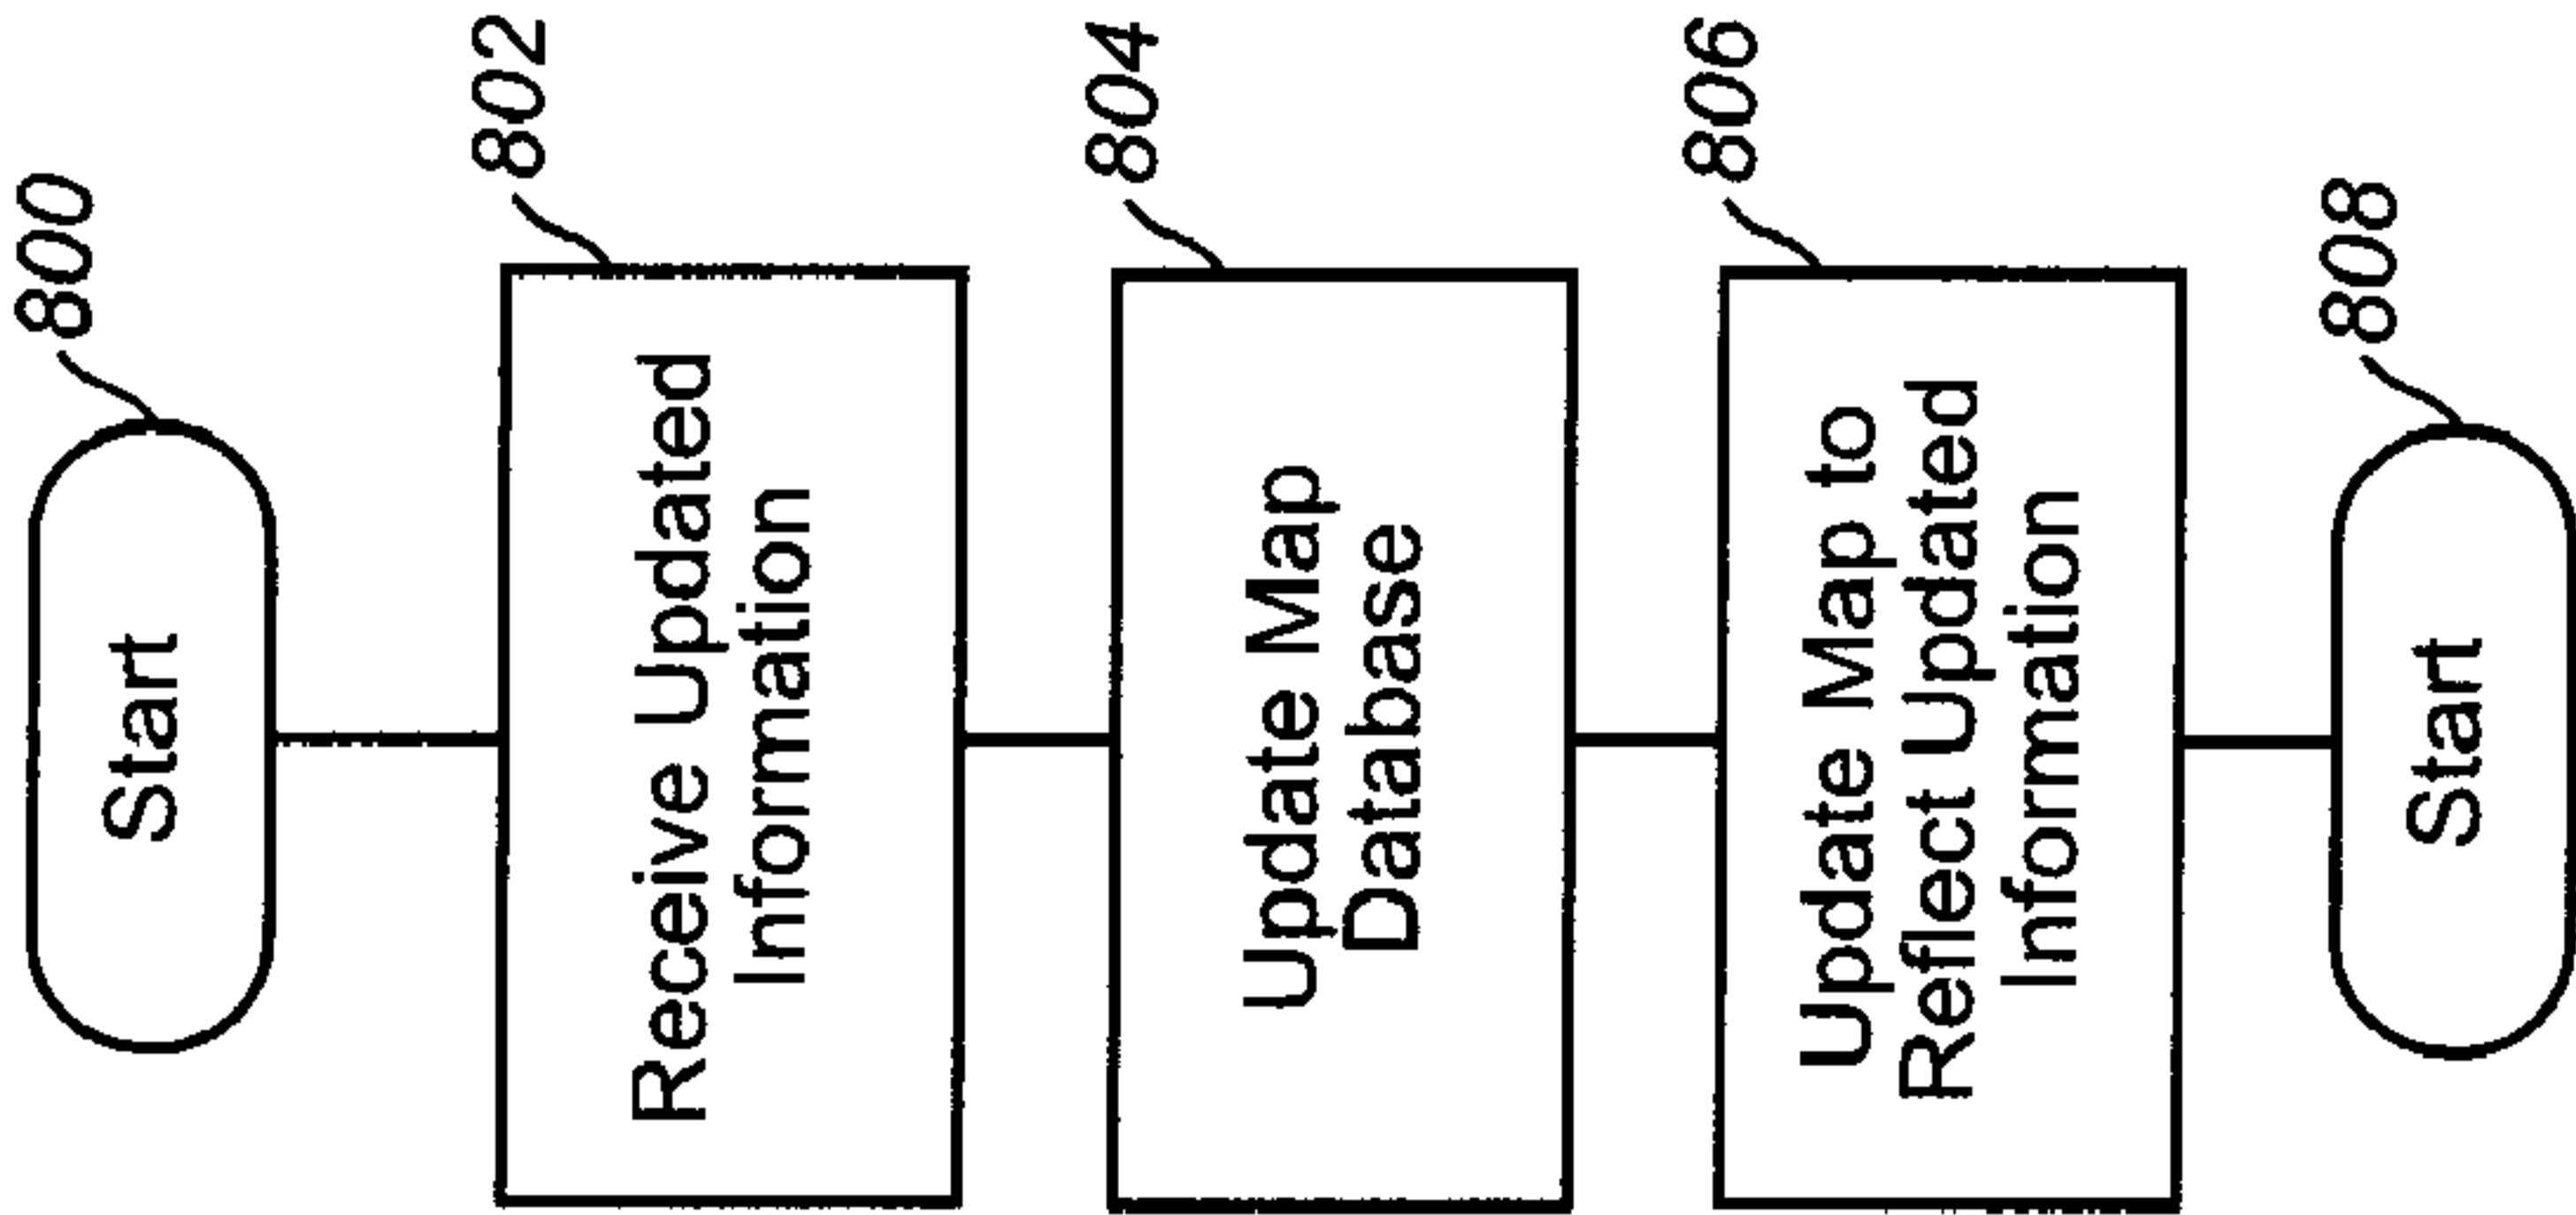 Start
800
Receive Updated
Information
802
Update Map
Database
804
Update Map to
Reflect Updated
Information
806
Start
808